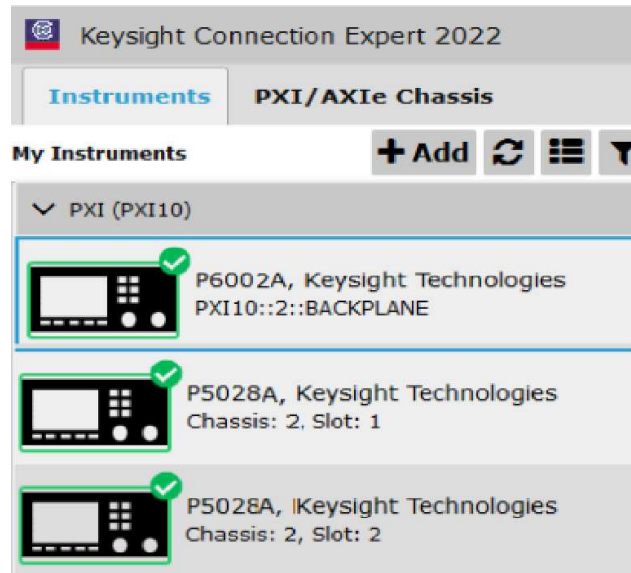 Keysight Connection Expert 2022
Instruments PXI/AXIe Chassis
My Instruments + Add
PXI (PXI10)
P6002A, Keysight Technologies
PXI10::2::BACKPLANE
P5028A, Keysight Technologies
Chassis: 2, Slot: 1
P5028A, Keysight Technologies
Chassis: 2, Slot: 2